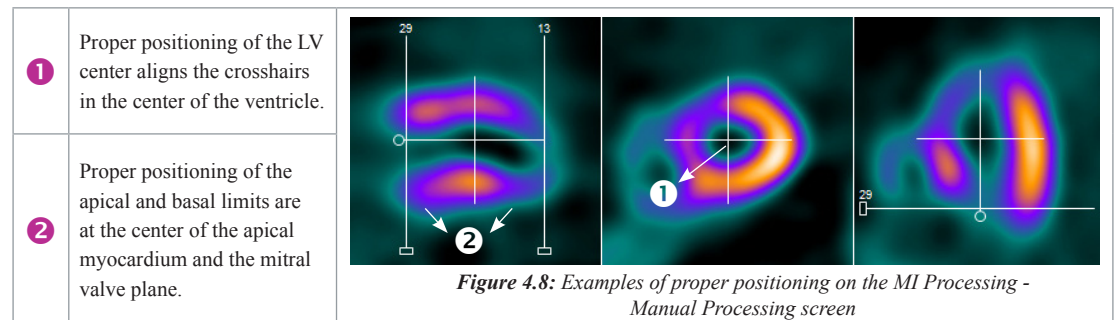 1
Proper positioning of the LV
center aligns the crosshairs
in the center of the ventricle.
2
Proper positioning of the
apical and basal limits are
at the center of the apical
myocardium and the mitral
valve plane.
29
13
2
1
29
Figure 4.8: Examples of proper positioning on the MI Processing -
Manual Processing screen